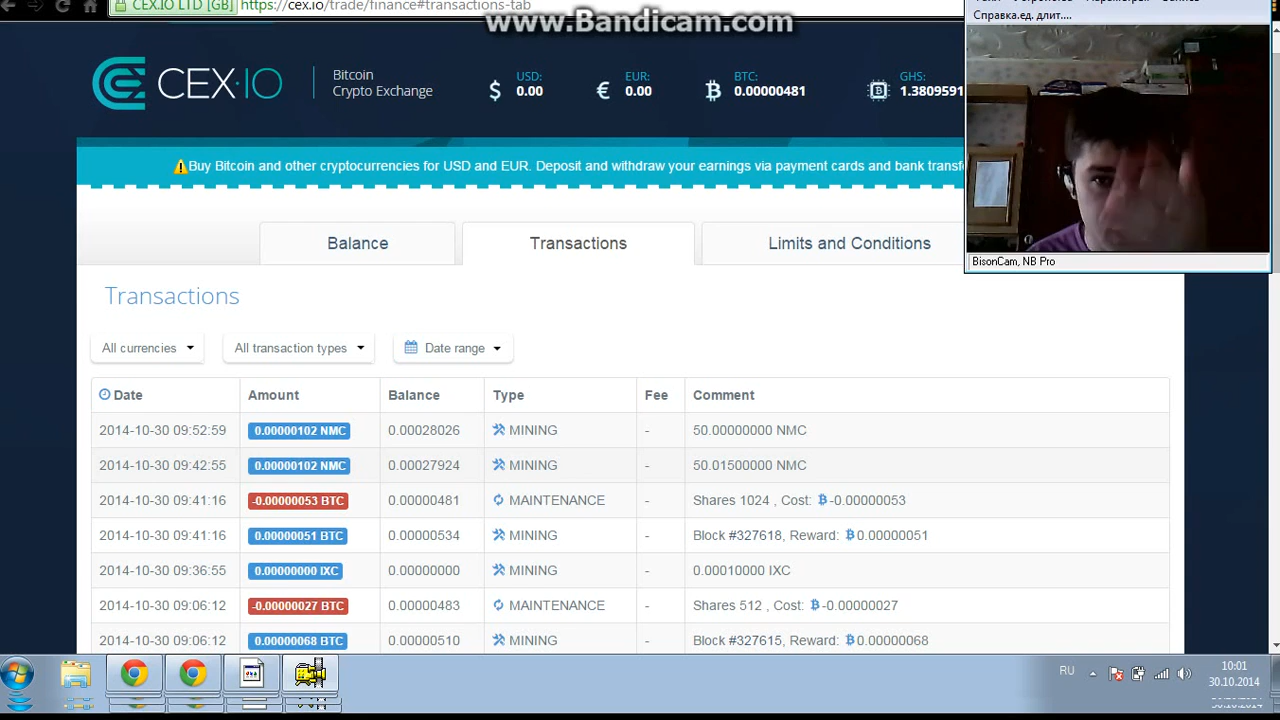 CEX.IO LTD [GB] https://cex.io/trade/finance#transactions-tab
www.Bandicam.com
Справка.ед. длит....
CEX.IO
Bitcoin
Crypto Exchange
USD:
0.00
EUR:
0.00
BTC:
0.00000481
GHS:
1.3809591
Buy Bitcoin and other cryptocurrencies for USD and EUR. Deposit and withdraw your earnings via payment cards and bank transfe
BisonCam, NB Pro
Balance Transactions Limits and Conditions
Transactions
All currencies All transaction types Date range
Date Amount Balance Type Fee Comment
2014-10-30 09:52:59 0.00000102 NMC 0.00028026 MINING - 50.00000000 NMC
2014-10-30 09:42:55 0.00000102 NMC 0.00027924 MINING - 50.01500000 NMC
2014-10-30 09:41:16 -0.00000053 BTC 0.00000481 MAINTENANCE - Shares 1024 , Cost: -0.00000053
2014-10-30 09:41:16 0.00000051 BTC 0.00000534 MINING - Block #327618, Reward: 0.00000051
2014-10-30 09:36:55 0.00000000 IXC 0.00000000 MINING - 0.00010000 IXC
2014-10-30 09:06:12 -0.00000027 BTC 0.00000483 MAINTENANCE - Shares 512 , Cost: -0.00000027
2014-10-30 09:06:12 0.00000068 BTC 0.00000510 MINING - Block #327615, Reward: 0.00000068
RU 10:01
30.10.2014